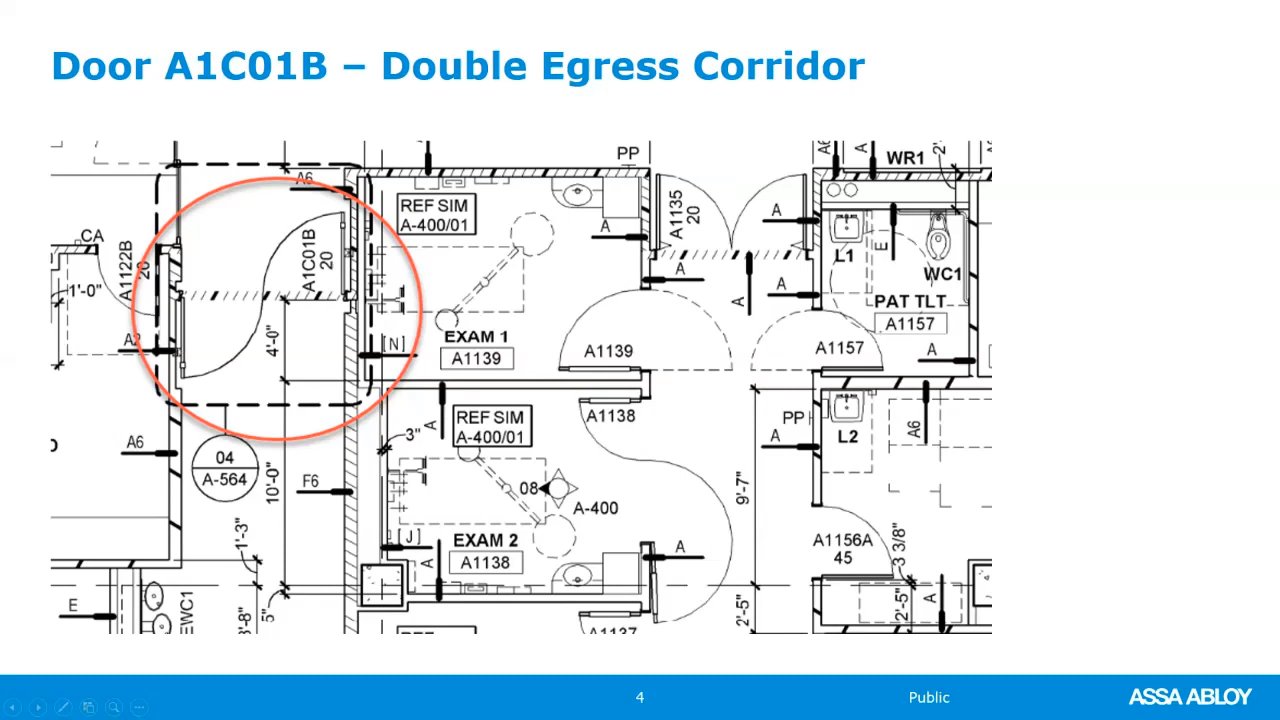 Door A1C01B – Double Egress Corridor
PP
A
A6
A
2'
WR1
A6
REF SIM
A-400/01
A1135
20
A
A
E
L1
WC1
CA
A1122B
20
A1C01B
20
1'-0"
A
A
A
PAT TLT
A1157
A2
4'-0"
[N]
EXAM 1
A1139
A1139
A1157
A
REF SIM
A-400/01
A
A1138
PP
A
L2
A6
3"
A6
04
A-564
10'-0"
F6
08
A-400
9'-7"
1'-3"
[J]
A
EXAM 2
A1138
A
A1156A
45
3 3/8"
E
EWC1
5"
2'-5"
2'-5"
A
A1137
4
Public
ASSA ABLOY